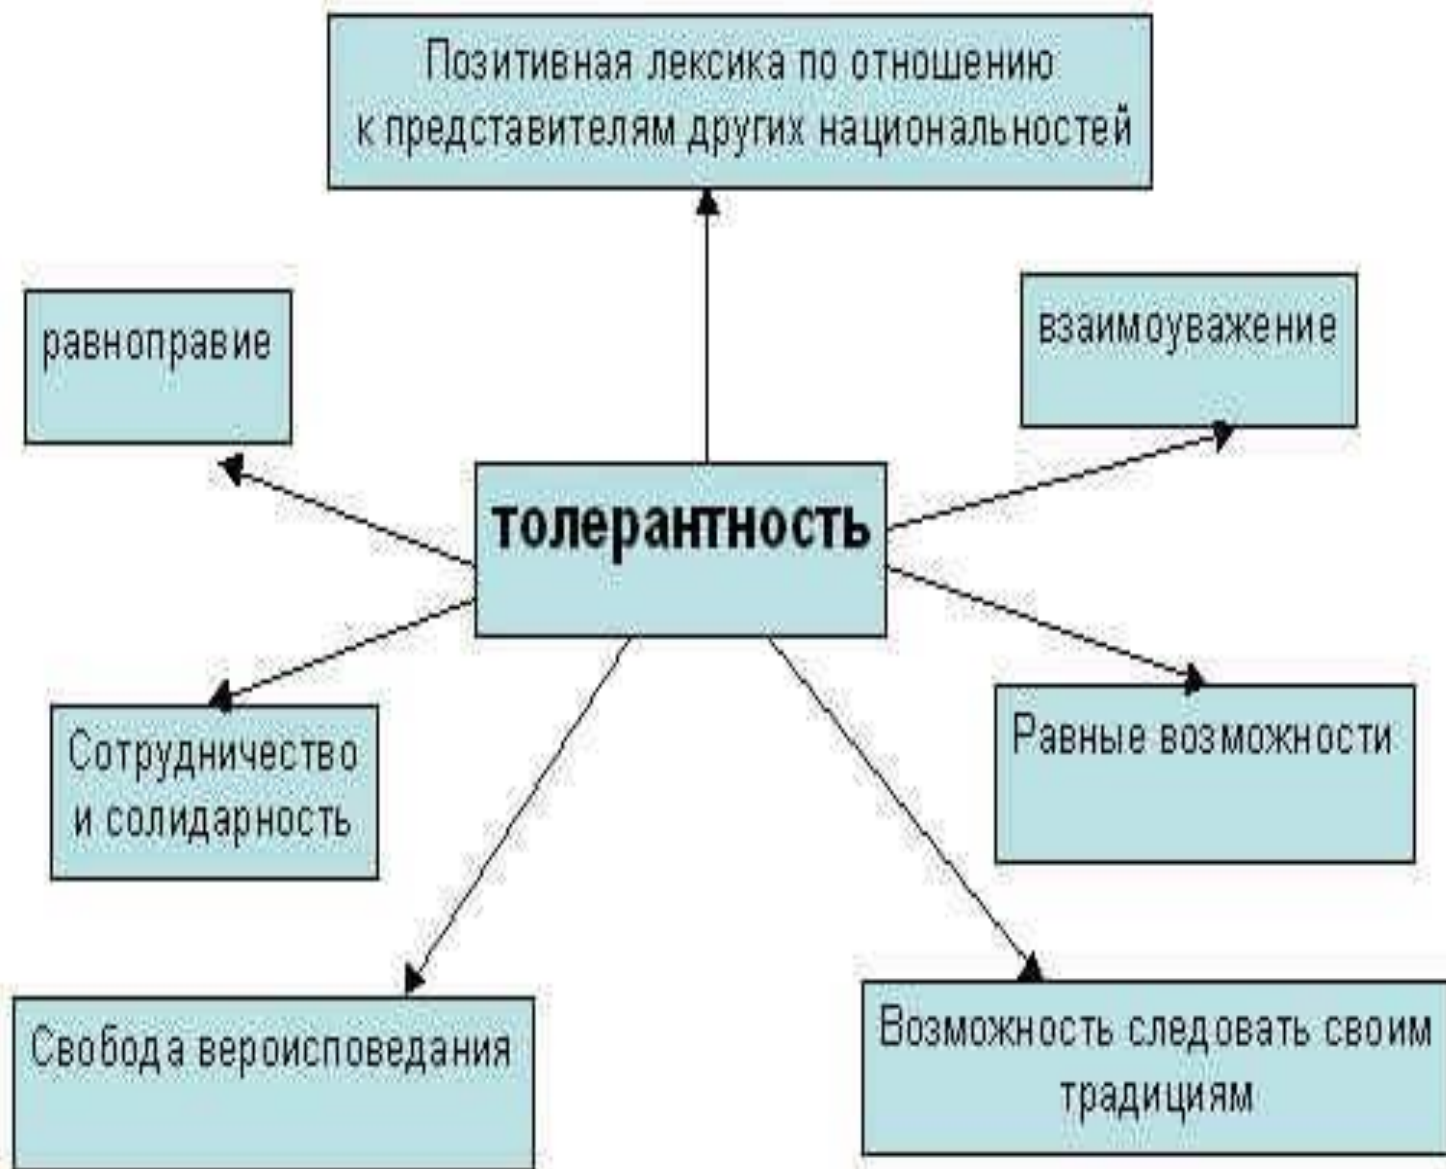 Позитивная лексика по отношению
к представителям других национальностей
равноправие
взаимоуважение
толерантность
Сотрудничество
и солидарность
Равные возможности
Свобода вероисповедания
Возможность следовать своим
традициям